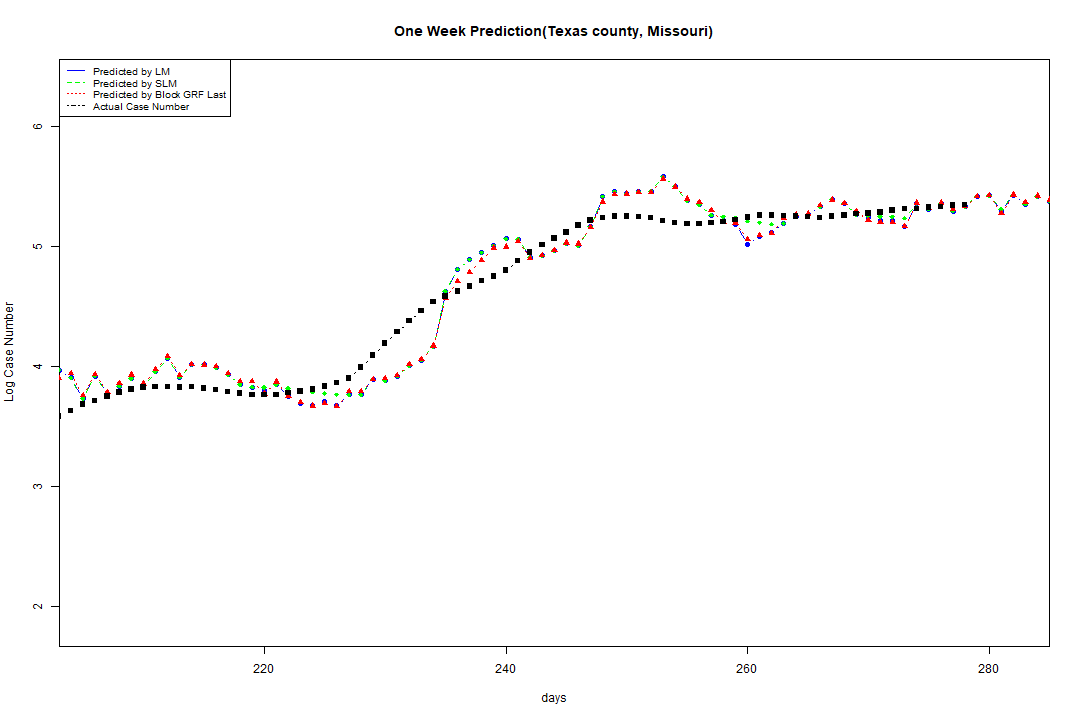 One Week Prediction(Texas county, Missouri)
Predicted by LM
Predicted by SLM
Predicted by Block GRF Last
Actual Case Number
6
5
4
3
2
Log Case Number
220 240 260 280
days